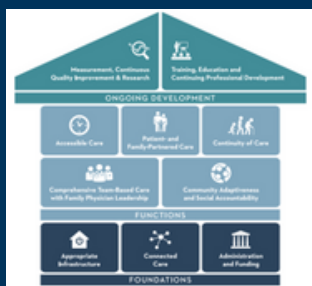 Measurement, Continuous
Quality Improvement & Research
Training, Education and
Continuing Professional Development
ONGOING DEVELOPMENT
Accessible Care
Patient- and
Family-Partnered Care
Continuity of Care
Comprehensive Team-Based Care
with Family Physician Leadership
Community Adaptiveness
and Social Accountability
FUNCTIONS
Appropriate
Infrastructure
Connected
Care
Administration
and Funding
FOUNDATIONS